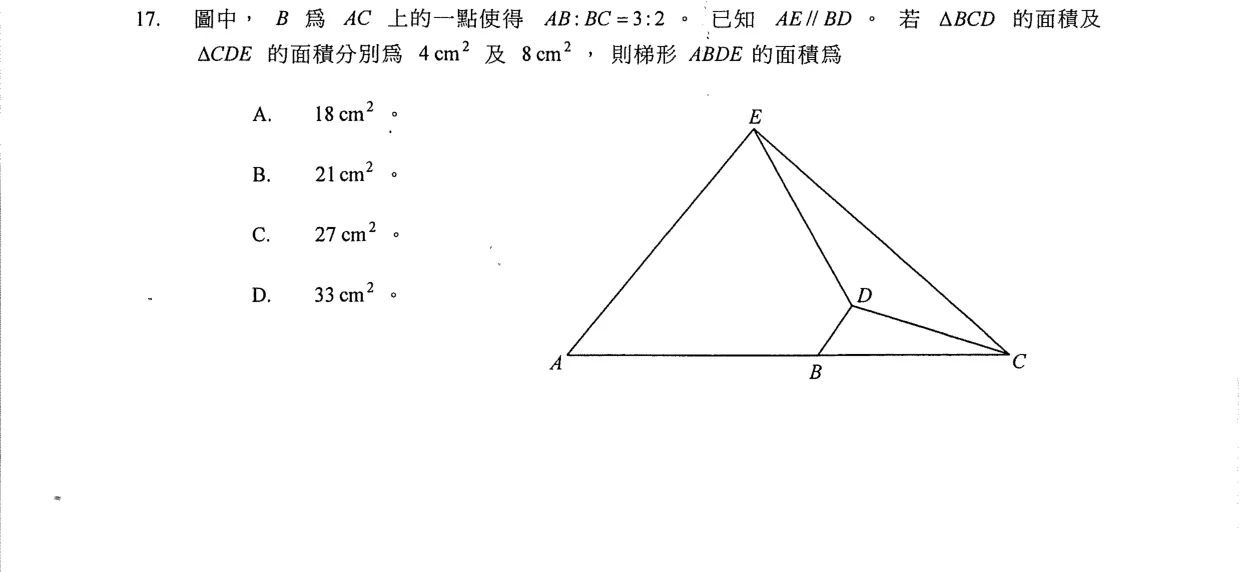 17. 圖中， B 爲 AC 上的一點使得 AB : BC = 3 : 2 。 已知 AE // BD 。 若 ΔBCD 的面積及
ΔCDE 的面積分別爲 4 cm² 及 8 cm² ， 則梯形 ABDE 的面積爲
A. 18 cm² 。
B. 21 cm² 。
C. 27 cm² 。
D. 33 cm² 。
E
D
A
B
C